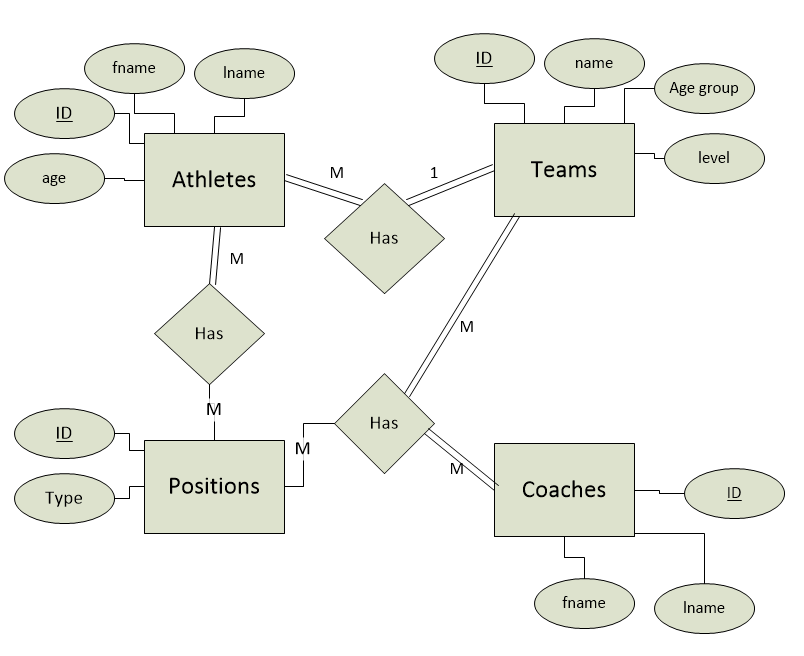 fname
lname
ID
name
Age group
ID
Athletes
Teams
level
age
M
1
Has
M
Has
M
M
Has
M
ID
M
Positions
Type
Coaches
ID
fname
lname